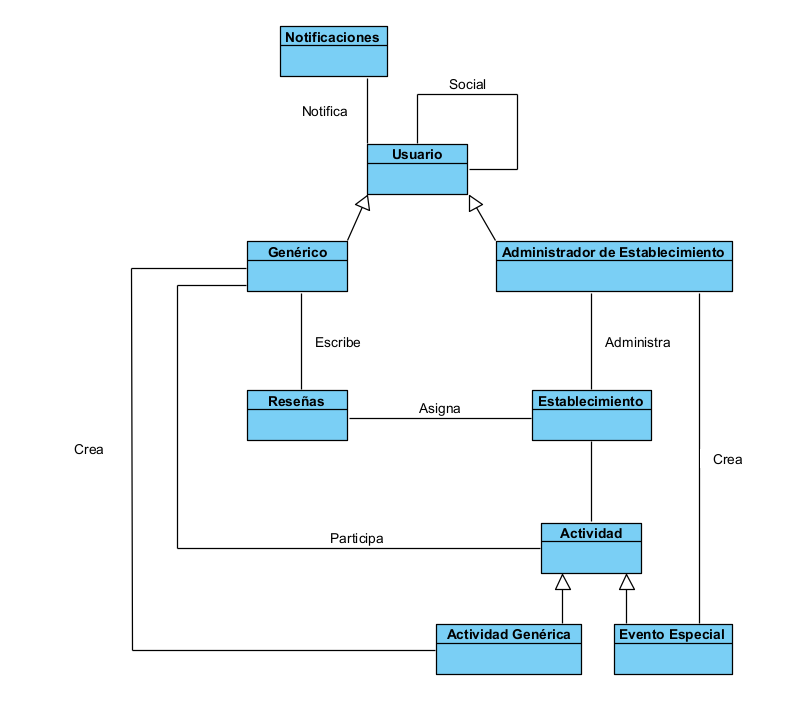 Notificaciones
Social
Notifica
Usuario
Genérico
Administrador de Establecimiento
Escribe
Administra
Reseñas
Asigna
Establecimiento
Crea
Crea
Actividad
Participa
Actividad Genérica
Evento Especial